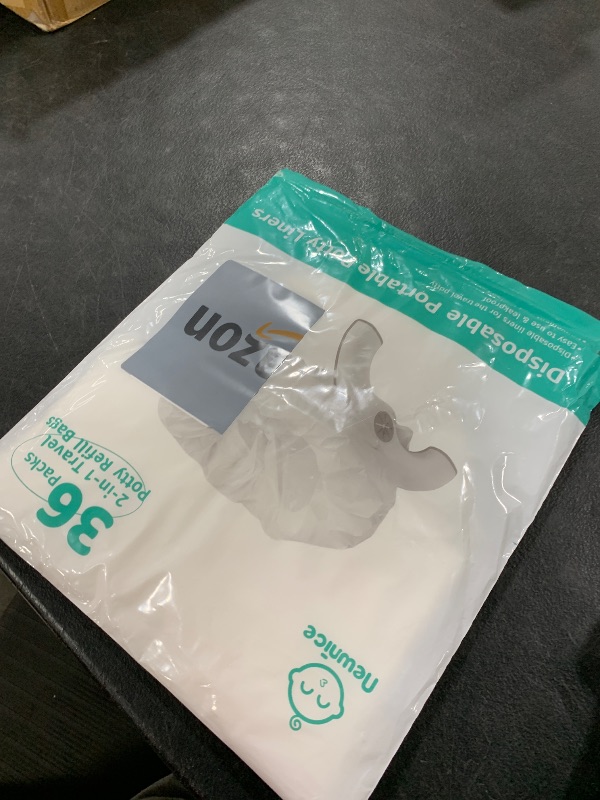 newnice
36 Packs
2-in-1 Travel
Potty Refill Bags
zon
Disposable Portable Potty Liners
•Disposable liners for the travel potty
•Easy to use & leakproof